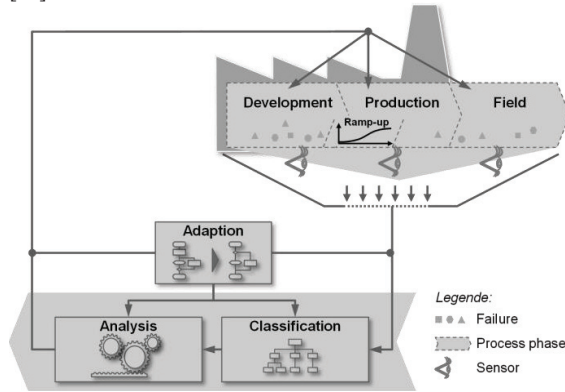 Development Production Field
Ramp-up
Adaption
Analysis Classification
Legende:
Failure
Process phase
Sensor